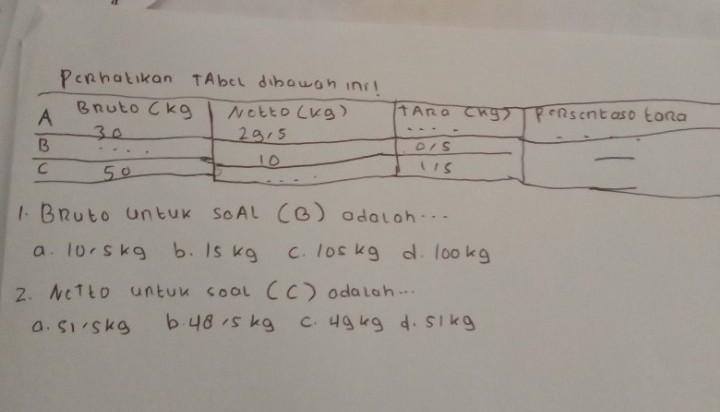 Perhatikan tAbel dibawah ini!
A Bruto (kg Netto (kg) tAra (kg) Persentase tara
30 29,5 .... ....
B .... 10 0,5 —
C 50 .... 1,5 —
1. Bruto untuk soAL (B) adalah...
a. 10,5 kg b. 15 kg c. 105 kg d. 100 kg
2. Netto untuk soal (C) adalah...
a. 51,5 kg b. 48,5 kg c. 49 kg d. 51 kg